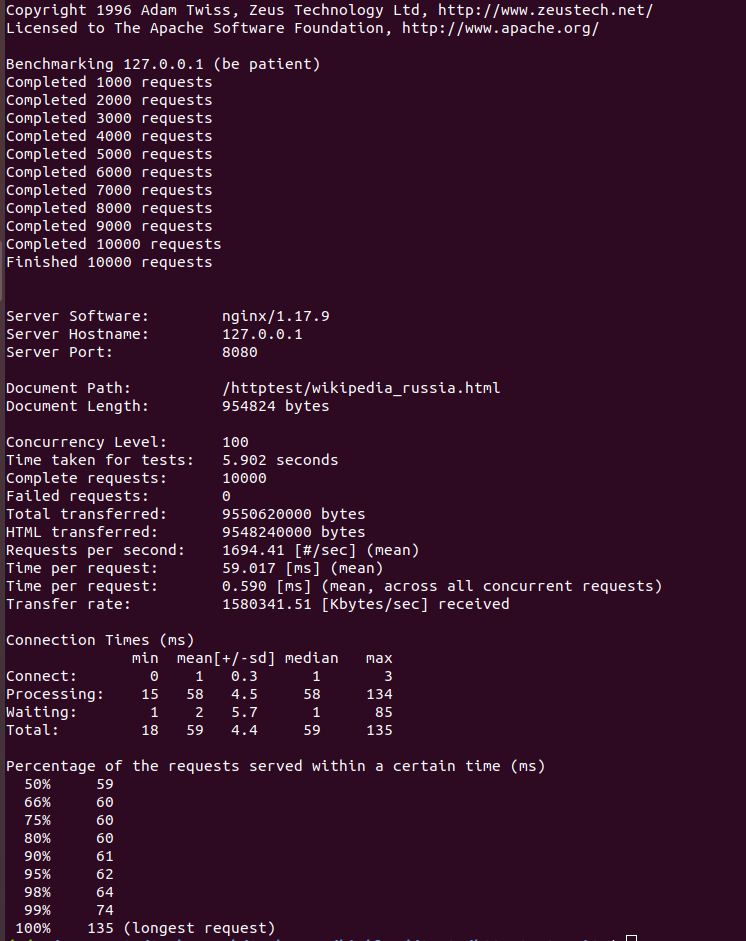 Copyright 1996 Adam Twiss, Zeus Technology Ltd, http://www.zeustech.net/
Licensed to The Apache Software Foundation, http://www.apache.org/

Benchmarking 127.0.0.1 (be patient)
Completed 1000 requests
Completed 2000 requests
Completed 3000 requests
Completed 4000 requests
Completed 5000 requests
Completed 6000 requests
Completed 7000 requests
Completed 8000 requests
Completed 9000 requests
Completed 10000 requests
Finished 10000 requests


Server Software:        nginx/1.17.9
Server Hostname:        127.0.0.1
Server Port:            8080

Document Path:          /httptest/wikipedia_russia.html
Document Length:        954824 bytes

Concurrency Level:      100
Time taken for tests:   5.902 seconds
Complete requests:      10000
Failed requests:        0
Total transferred:      9550620000 bytes
HTML transferred:       9548240000 bytes
Requests per second:    1694.41 [#/sec] (mean)
Time per request:       59.017 [ms] (mean)
Time per request:       0.590 [ms] (mean, across all concurrent requests)
Transfer rate:          1580341.51 [Kbytes/sec] received

Connection Times (ms)
              min  mean[+/-sd] median   max
Connect:        0    1   0.3      1       3
Processing:    15   58   4.5     58     134
Waiting:        1    2   5.7      1      85
Total:         18   59   4.4     59     135

Percentage of the requests served within a certain time (ms)
  50%     59
  66%     60
  75%     60
  80%     60
  90%     61
  95%     62
  98%     64
  99%     74
 100%    135 (longest request)